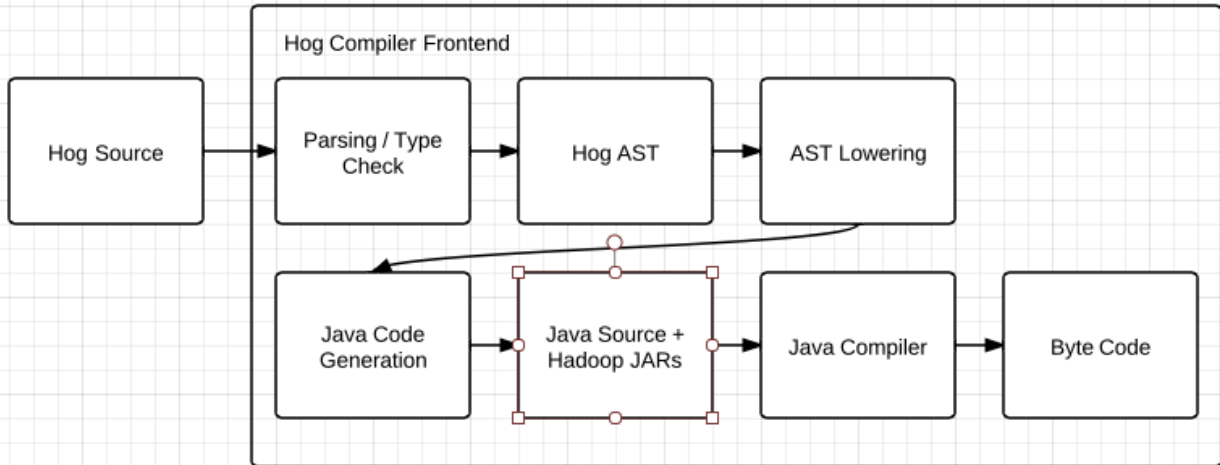 Hog Compiler Frontend
Hog Source
Parsing / Type
Check
Hog AST
AST Lowering
Java Code
Generation
Java Source +
Hadoop JARs
Java Compiler
Byte Code